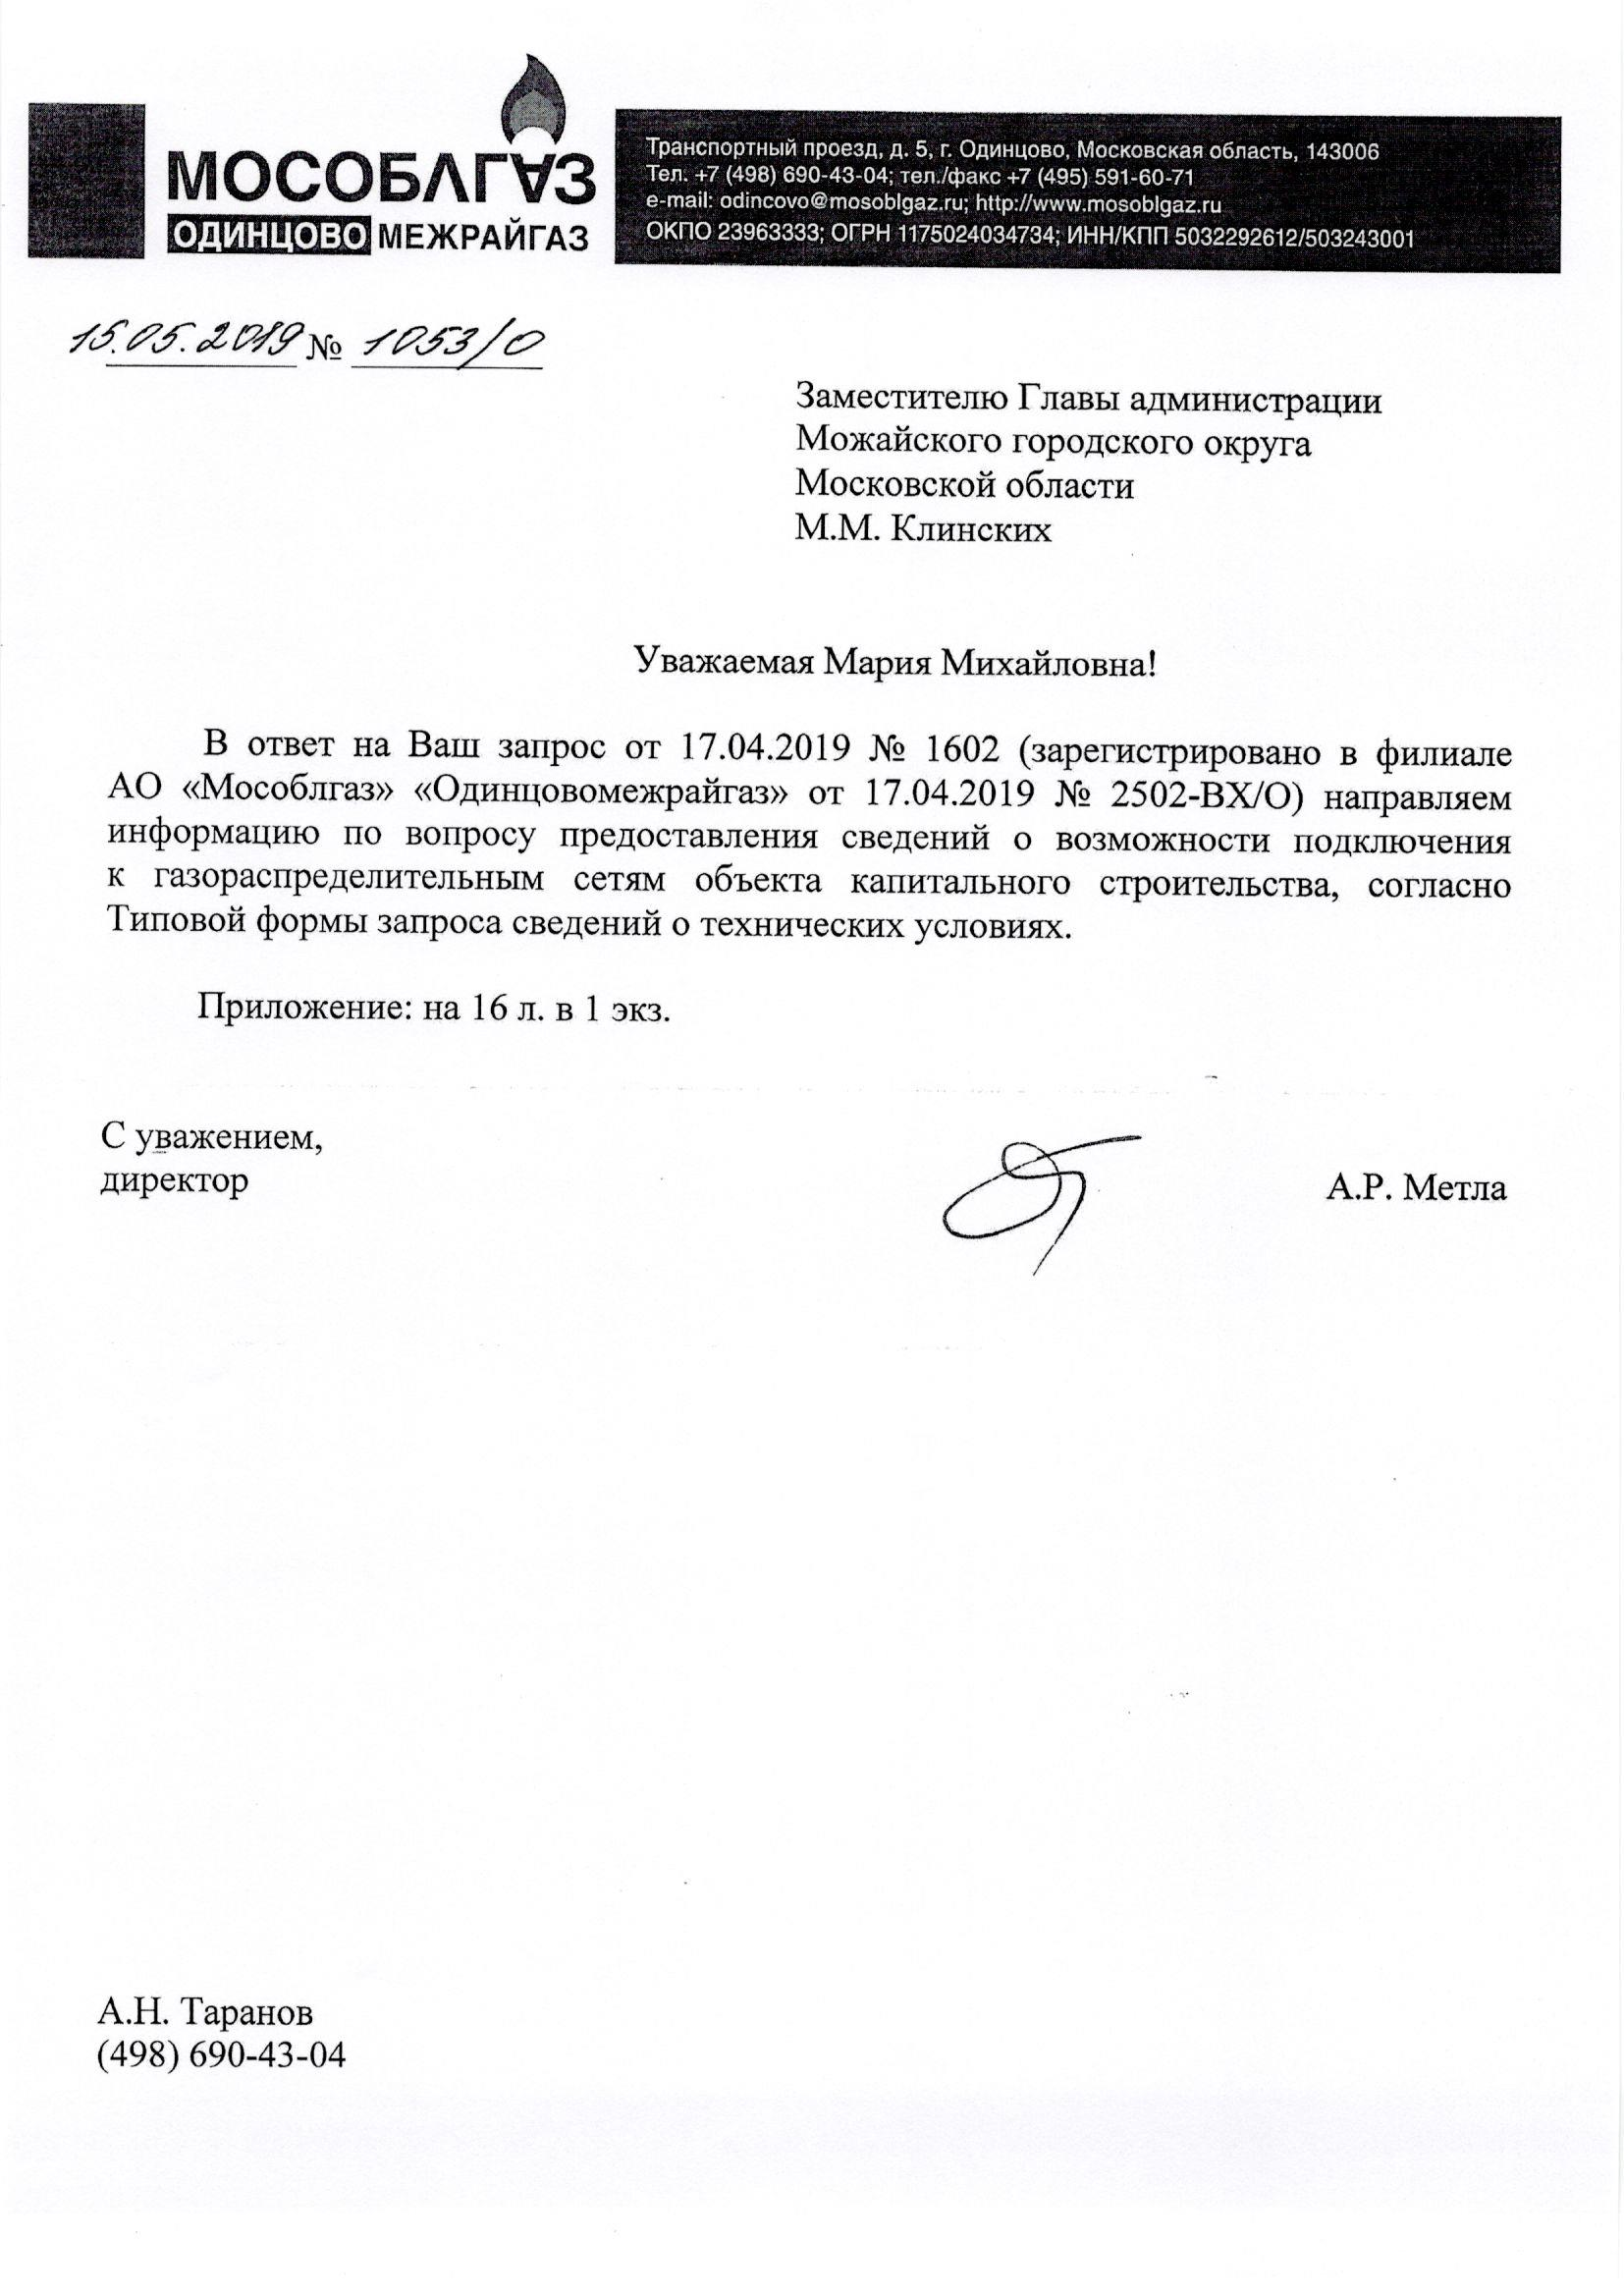 МОСОБЛГАЗ
ОДИНЦОВО МЕЖРАЙГАЗ
Транспортный проезд, д. 5, г. Одинцово, Московская область, 143006
Тел. +7 (498) 690-43-04; тел./факс +7 (495) 591-60-71
e-mail: odincovo@mosoblgaz.ru; http://www.mosoblgaz.ru
ОКПО 23963333; ОГРН 1175024034734; ИНН/КПП 5032292612/503243001
15.05.2019 № 1053/О
Заместителю Главы администрации
Можайского городского округа
Московской области
М.М. Клинских
Уважаемая Мария Михайловна!
В ответ на Ваш запрос от 17.04.2019 № 1602 (зарегистрировано в филиале
АО «Мособлгаз» «Одинцовомежрайгаз» от 17.04.2019 № 2502-ВХ/О) направляем
информацию по вопросу предоставления сведений о возможности подключения
к газораспределительным сетям объекта капитального строительства, согласно
Типовой формы запроса сведений о технических условиях.
Приложение: на 16 л. в 1 экз.
С уважением,
директор
А.Р. Метла
А.Н. Таранов
(498) 690-43-04